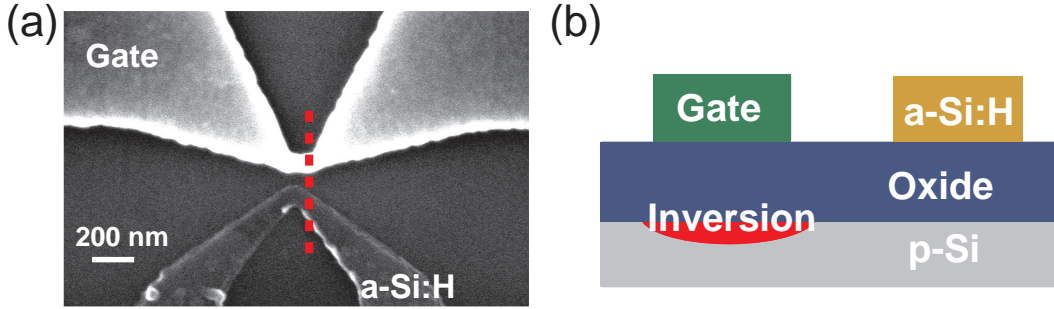 (a)
Gate
200 nm
a-Si:H
(b)
Gate
a-Si:H
Oxide
Inversion
p-Si